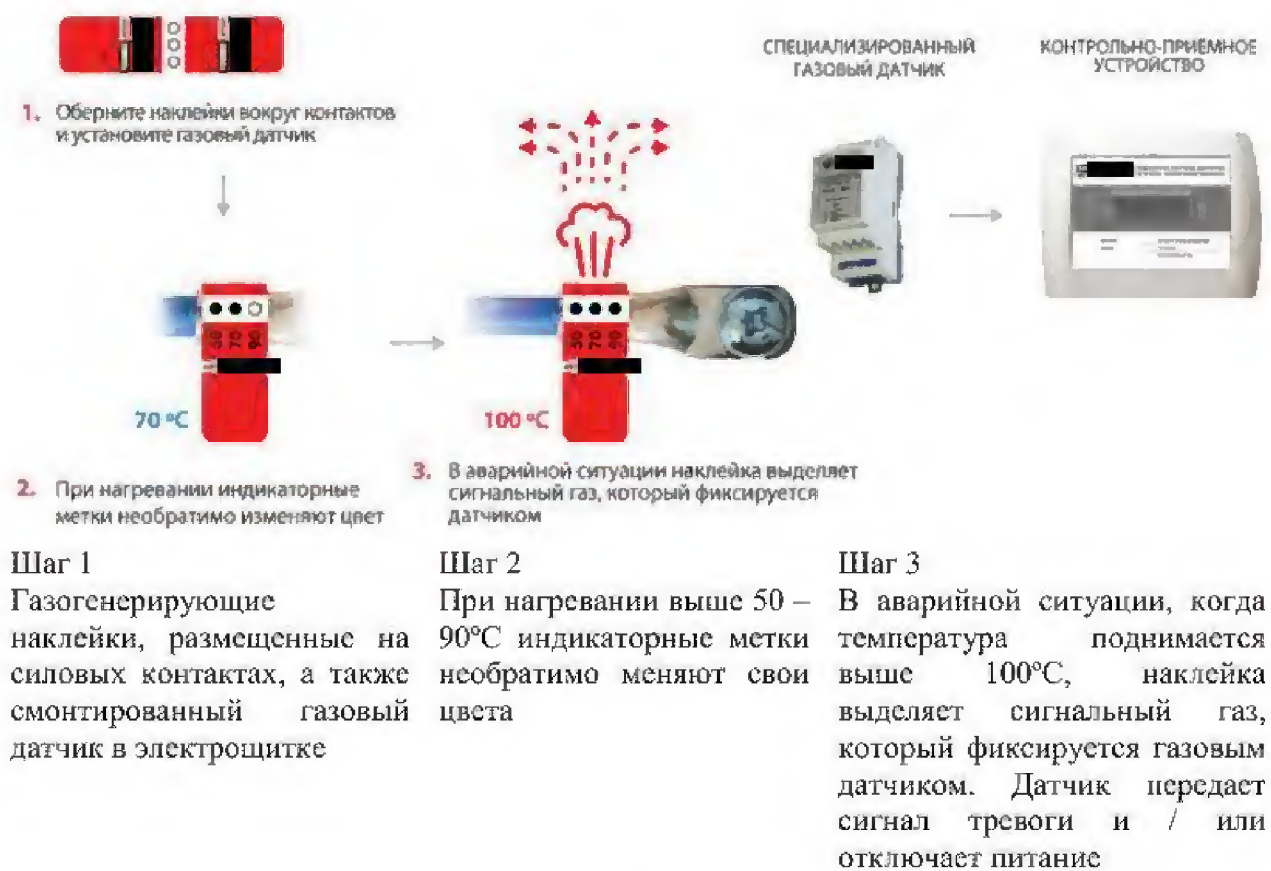 СПЕЦИАЛИЗИРОВАННЫЙ
ГАЗОВЫЙ ДАТЧИК
КОНТРОЛЬНО-ПРИЁМНОЕ
УСТРОЙСТВО
1. Оберните наклейки вокруг контактов
и установите газовый датчик
50 70 90
70 °C
50 70 90
100 °C
2. При нагревании индикаторные
метки необратимо изменяют цвет
3. В аварийной ситуации наклейка выделяет
сигнальный газ, который фиксируется
датчиком
Шаг 1
Газогенерирующие
наклейки, размещенные на
силовых контактах, а также
смонтированный газовый
датчик в электрощитке
Шаг 2
При нагревании выше 50 –
90°С индикаторные метки
необратимо меняют свои
цвета
Шаг 3
В аварийной ситуации, когда
температура поднимается
выше 100°С, наклейка
выделяет сигнальный газ,
который фиксируется газовым
датчиком. Датчик передает
сигнал тревоги и / или
отключает питание